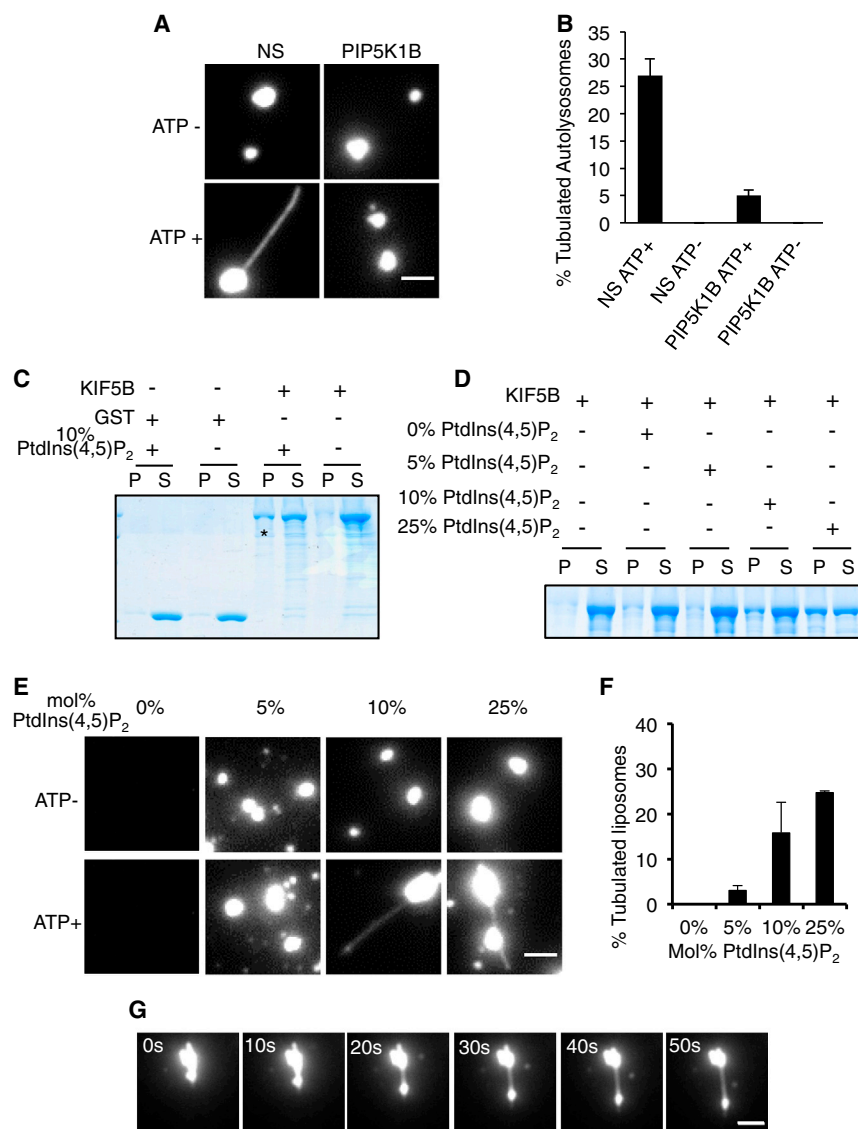 A
NS PIP5K1B
ATP -
ATP +
B
% Tubulated Autolysosomes
35
30
25
20
15
10
5
0
NS ATP+
NS ATP-
PIP5K1B ATP+
PIP5K1B ATP-
C
KIF5B - - + +
GST + + - -
10%
PtdIns(4,5)P2 + - + -
P S P S P S P S
*
D
KIF5B + + + + +
0% PtdIns(4,5)P2 - + - - -
5% PtdIns(4,5)P2 - - + - -
10% PtdIns(4,5)P2 - - - + -
25% PtdIns(4,5)P2 - - - - +
P S P S P S P S P S
E
mol%
PtdIns(4,5)P2 0% 5% 10% 25%
ATP-
ATP+
F
% Tubulated liposomes
40
30
20
10
0
0% 5% 10% 25%
Mol% PtdIns(4,5)P2
G
0s 10s 20s 30s 40s 50s